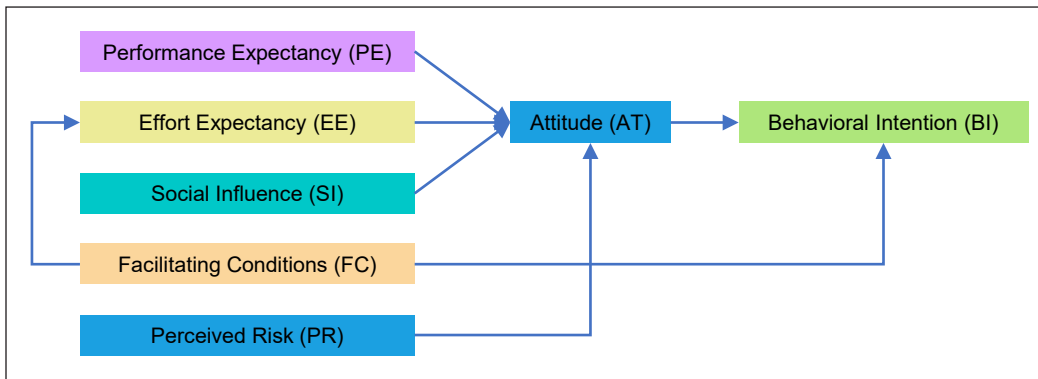 Performance Expectancy (PE)
Effort Expectancy (EE)
Attitude (AT)
Behavioral Intention (BI)
Social Influence (SI)
Facilitating Conditions (FC)
Perceived Risk (PR)